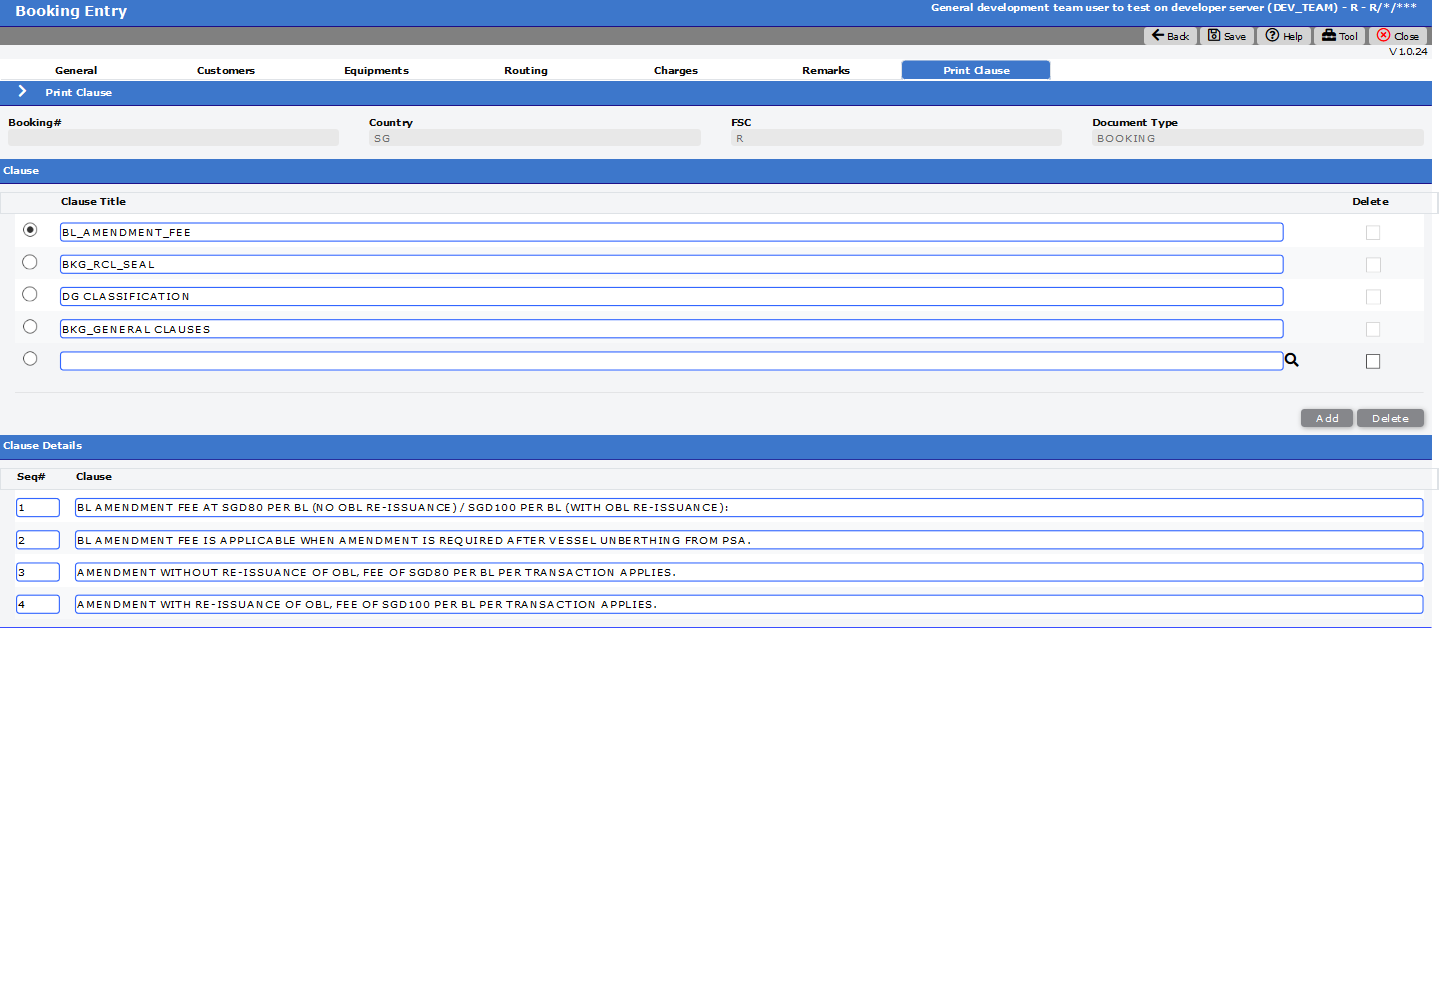 Booking Entry
General development team user to test on developer server (DEV_TEAM) - R - R/*/***
Back Save Help Tool Close
V 1.0.24
General Customers Equipments Routing Charges Remarks Print Clause
Print Clause
Booking# Country FSC Document Type
SG R BOOKING
Clause
Clause Title Delete
BL_AMENDMENT_FEE
BKG_RCL_SEAL
DG CLASSIFICATION
BKG_GENERAL CLAUSES
Add Delete
Clause Details
Seq# Clause
1 BL AMENDMENT FEE AT SGD80 PER BL (NO OBL RE-ISSUANCE) / SGD100 PER BL (WITH OBL RE-ISSUANCE):
2 BL AMENDMENT FEE IS APPLICABLE WHEN AMENDMENT IS REQUIRED AFTER VESSEL UNBERTHING FROM PSA.
3 AMENDMENT WITHOUT RE-ISSUANCE OF OBL, FEE OF SGD80 PER BL PER TRANSACTION APPLIES.
4 AMENDMENT WITH RE-ISSUANCE OF OBL, FEE OF SGD100 PER BL PER TRANSACTION APPLIES.